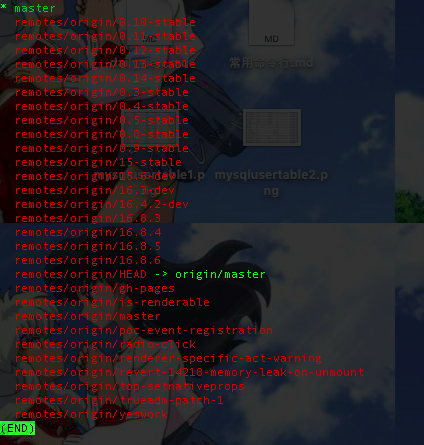 * master
remotes/origin/0.10-stable
remotes/origin/0.11-stable
remotes/origin/0.12-stable
remotes/origin/0.13-stable
remotes/origin/0.14-stable
remotes/origin/0.3-stable
remotes/origin/0.4-stable
remotes/origin/0.5-stable
remotes/origin/0.8-stable
remotes/origin/0.9-stable
remotes/origin/15-stable
remotes/origin/15.6-dev
remotes/origin/16.3-dev
remotes/origin/16.4.2-dev
remotes/origin/16.8.3
remotes/origin/16.8.4
remotes/origin/16.8.5
remotes/origin/16.8.6
remotes/origin/HEAD -> origin/master
remotes/origin/gh-pages
remotes/origin/is-renderable
remotes/origin/master
remotes/origin/poc-event-registration
remotes/origin/radio-click
remotes/origin/renderer-specific-act-warning
remotes/origin/revert-14218-memory-leak-on-unmount
remotes/origin/top-setnativeprops
remotes/origin/trueadm-patch-1
remotes/origin/yeswork
(END)
MD
常用命令行.md
mysqlusertable1.p
mysqlusertable2.p
ng